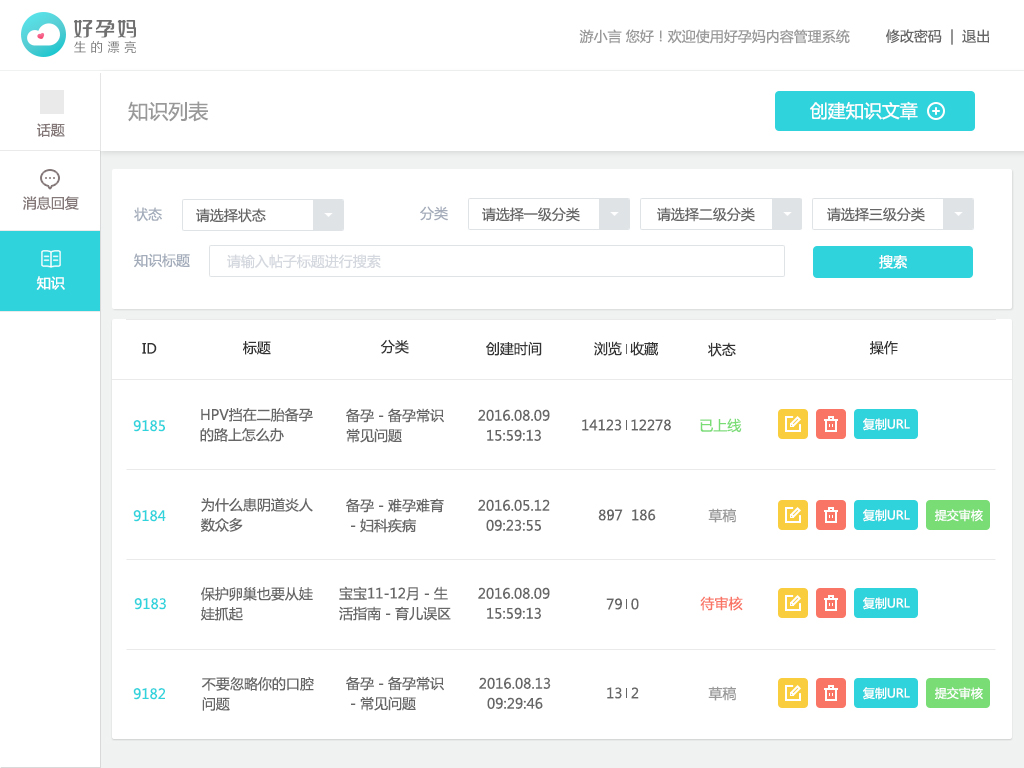 好孕妈
生的漂亮
游小言 您好！欢迎使用好孕妈内容管理系统
修改密码 | 退出
话题
消息回复
知识
知识列表
创建知识文章
状态 请选择状态 分类 请选择一级分类 请选择二级分类 请选择三级分类
知识标题 请输入帖子标题进行搜索 搜索
ID 标题 分类 创建时间 浏览|收藏 状态 操作
9185
HPV挡在二胎备孕
的路上怎么办
备孕 - 备孕常识
常见问题
2016.08.09
15:59:13
14123|12278
已上线
复制URL
9184
为什么患阴道炎人
数众多
备孕 - 难孕难育
- 妇科疾病
2016.05.12
09:23:55
897 186
草稿
复制URL
提交审核
9183
保护卵巢也要从娃
娃抓起
宝宝11-12月 - 生
活指南 - 育儿误区
2016.08.09
15:59:13
79|0
待审核
复制URL
9182
不要忽略你的口腔
问题
备孕 - 备孕常识
- 常见问题
2016.08.13
09:29:46
13|2
草稿
复制URL
提交审核